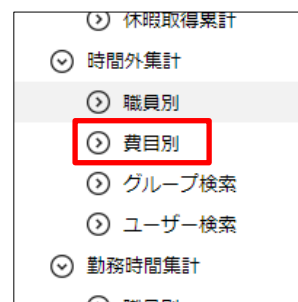 休暇取得累計
時間外集計
職員別
費目別
グループ検索
ユーザー検索
勤務時間集計